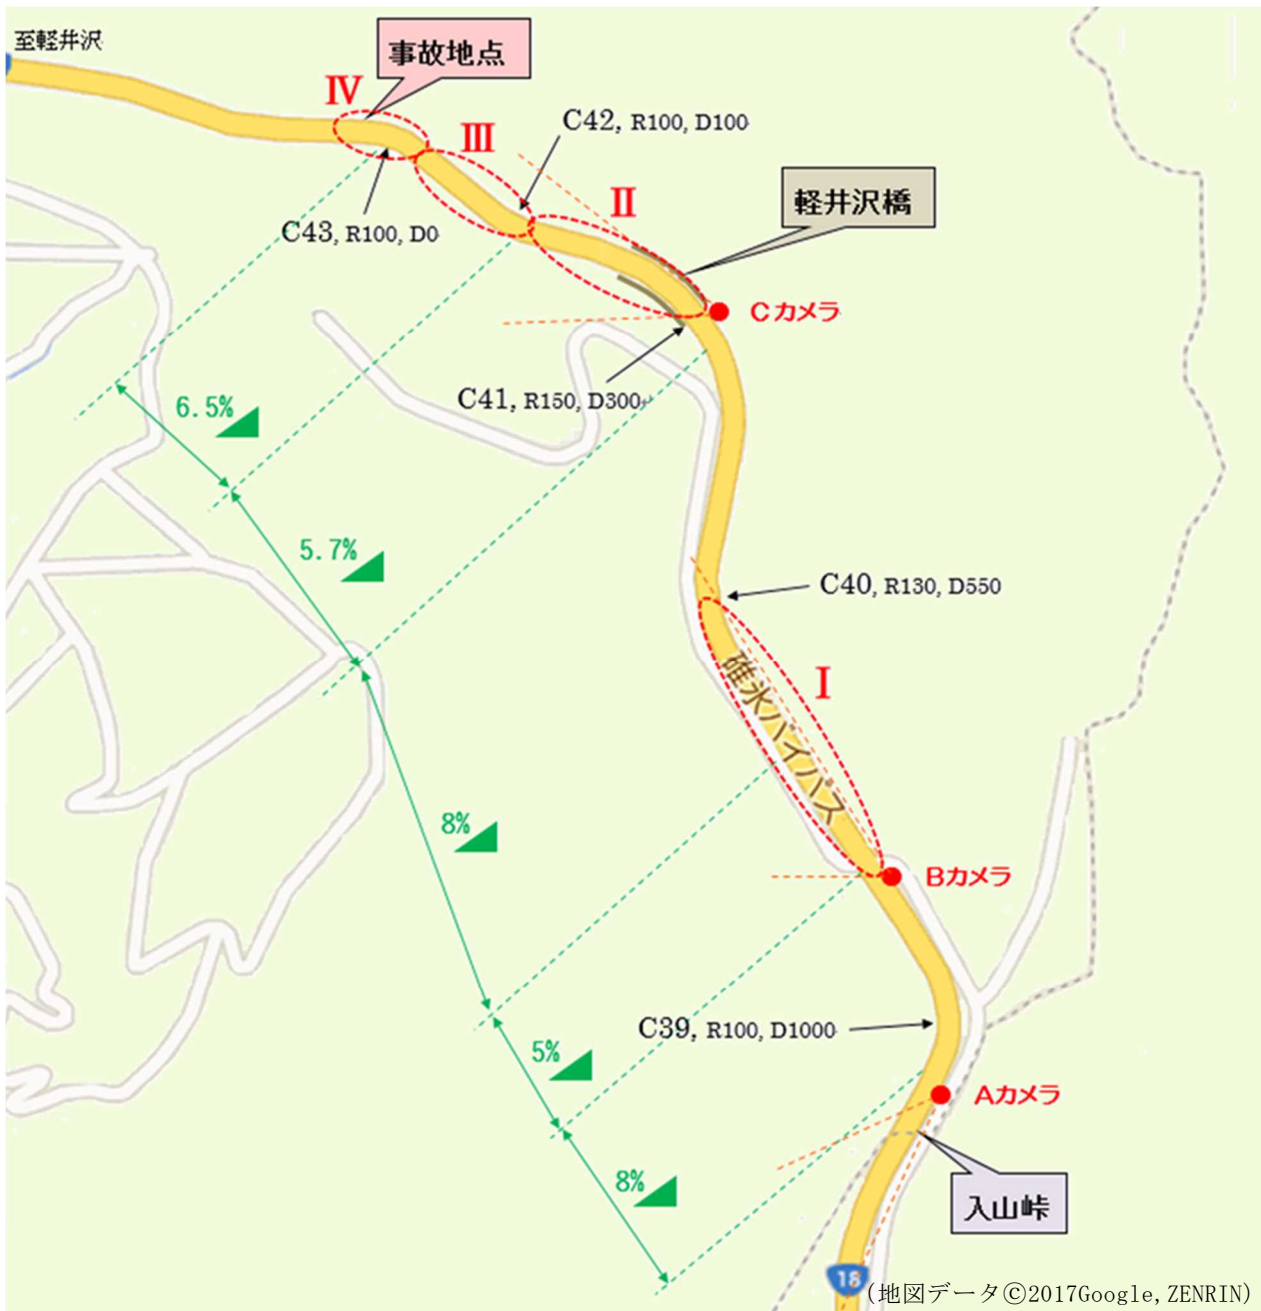 至軽井沢
事故地点
IV
III
C42, R100, D100
II
軽井沢橋
C43, R100, D0
Cカメラ
C41, R150, D300
6.5%
5.7%
C40, R130, D550
I
碓氷バイパス
8%
Bカメラ
C39, R100, D1000
5%
Aカメラ
8%
入山峠
18
(地図データⓒ2017Google,ZENRIN)